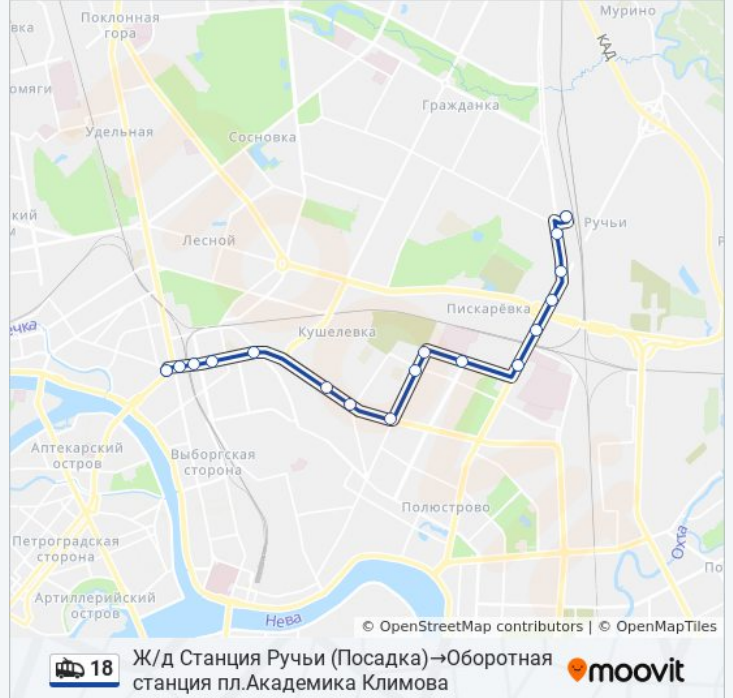 Поклонная
гора
Мурино
вка
КАД
омяги
Гражданка
Удельная
Сосновка
кий
Ручьи
Лесной
Пискарёвка
ечка
Кушелевка
Аптекарский
остров
Выборгская
сторона
Полюстрово
Петроградская
сторона
Охта
По
Артиллерийский
остров
Нева
© OpenStreetMap contributors | © OpenMapTiles
18
Ж/д Станция Ручьи (Посадка)→Оборотная
станция пл.Академика Климова
moovit